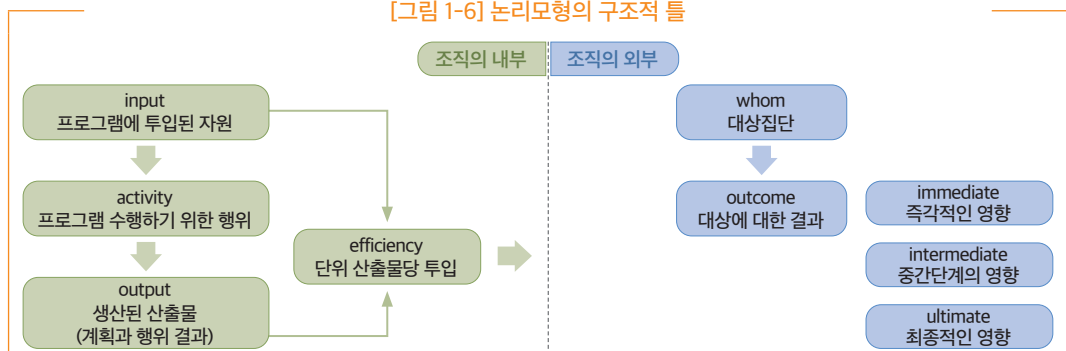 [그림 1-6] 논리모형의 구조적 틀
조직의 내부
조직의 외부
input
프로그램에 투입된 자원
activity
프로그램 수행하기 위한 행위
output
생산된 산출물
(계획과 행위 결과)
efficiency
단위 산출물당 투입
whom
대상집단
outcome
대상에 대한 결과
immediate
즉각적인 영향
intermediate
중간단계의 영향
ultimate
최종적인 영향